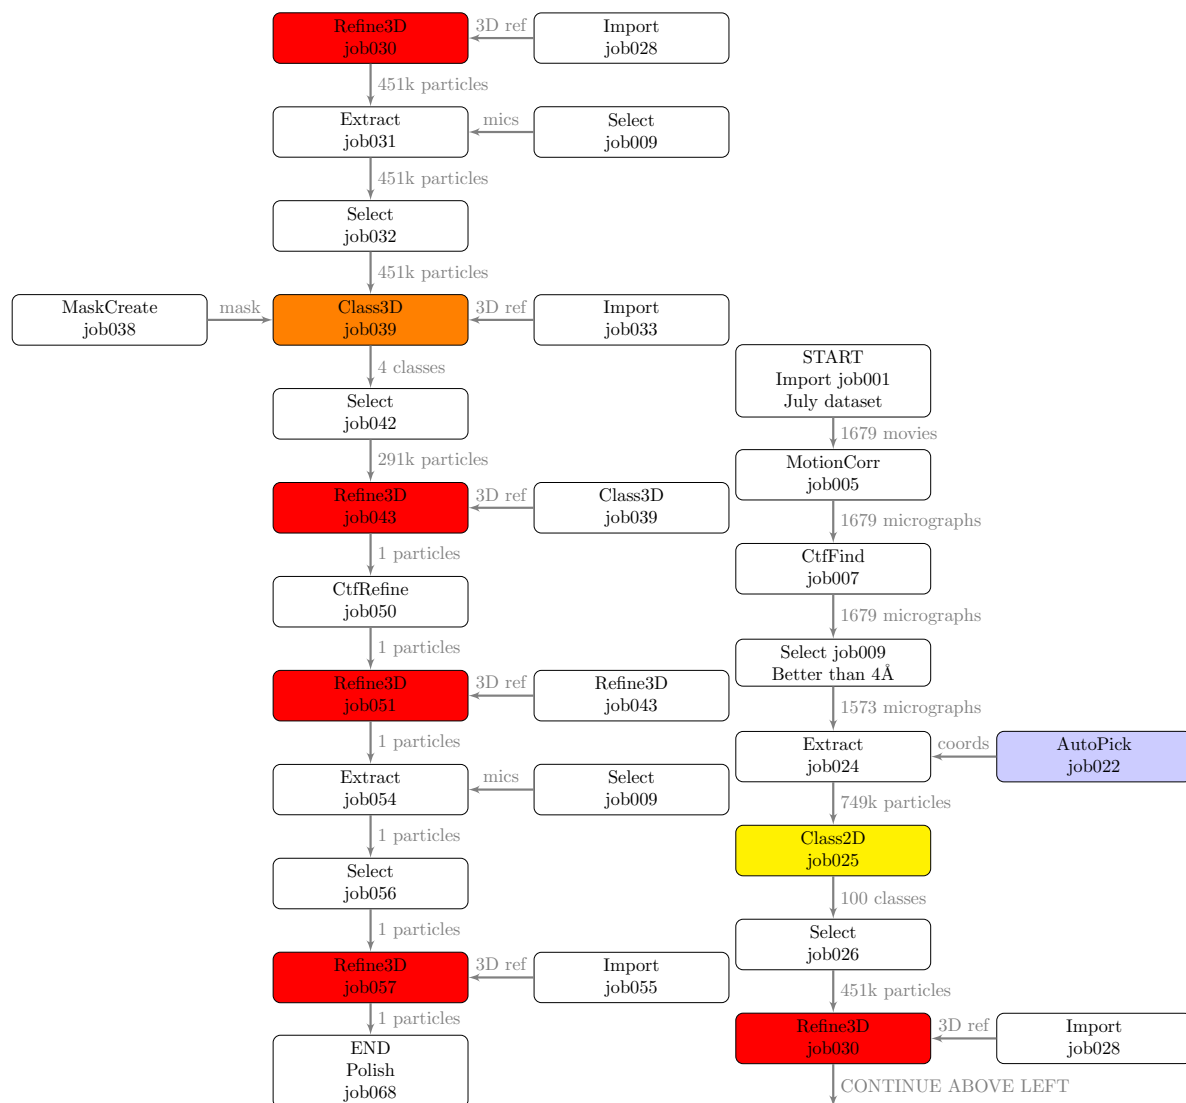 Refine3D
job030
3D ref
Import
job028
451k particles
Extract
job031
mics
Select
job009
451k particles
Select
job032
451k particles
MaskCreate
job038
mask
Class3D
job039
3D ref
Import
job033
4 classes
Select
job042
291k particles
Refine3D
job043
3D ref
Class3D
job039
1 particles
CtfRefine
job050
1 particles
Refine3D
job051
3D ref
Refine3D
job043
1 particles
Extract
job054
mics
Select
job009
1 particles
Select
job056
1 particles
Refine3D
job057
3D ref
Import
job055
1 particles
END
Polish
job068
START
Import job001
July dataset
1679 movies
MotionCorr
job005
1679 micrographs
CtfFind
job007
1679 micrographs
Select job009
Better than 4Å
1573 micrographs
Extract
job024
coords
AutoPick
job022
749k particles
Class2D
job025
100 classes
Select
job026
451k particles
Refine3D
job030
3D ref
Import
job028
CONTINUE ABOVE LEFT